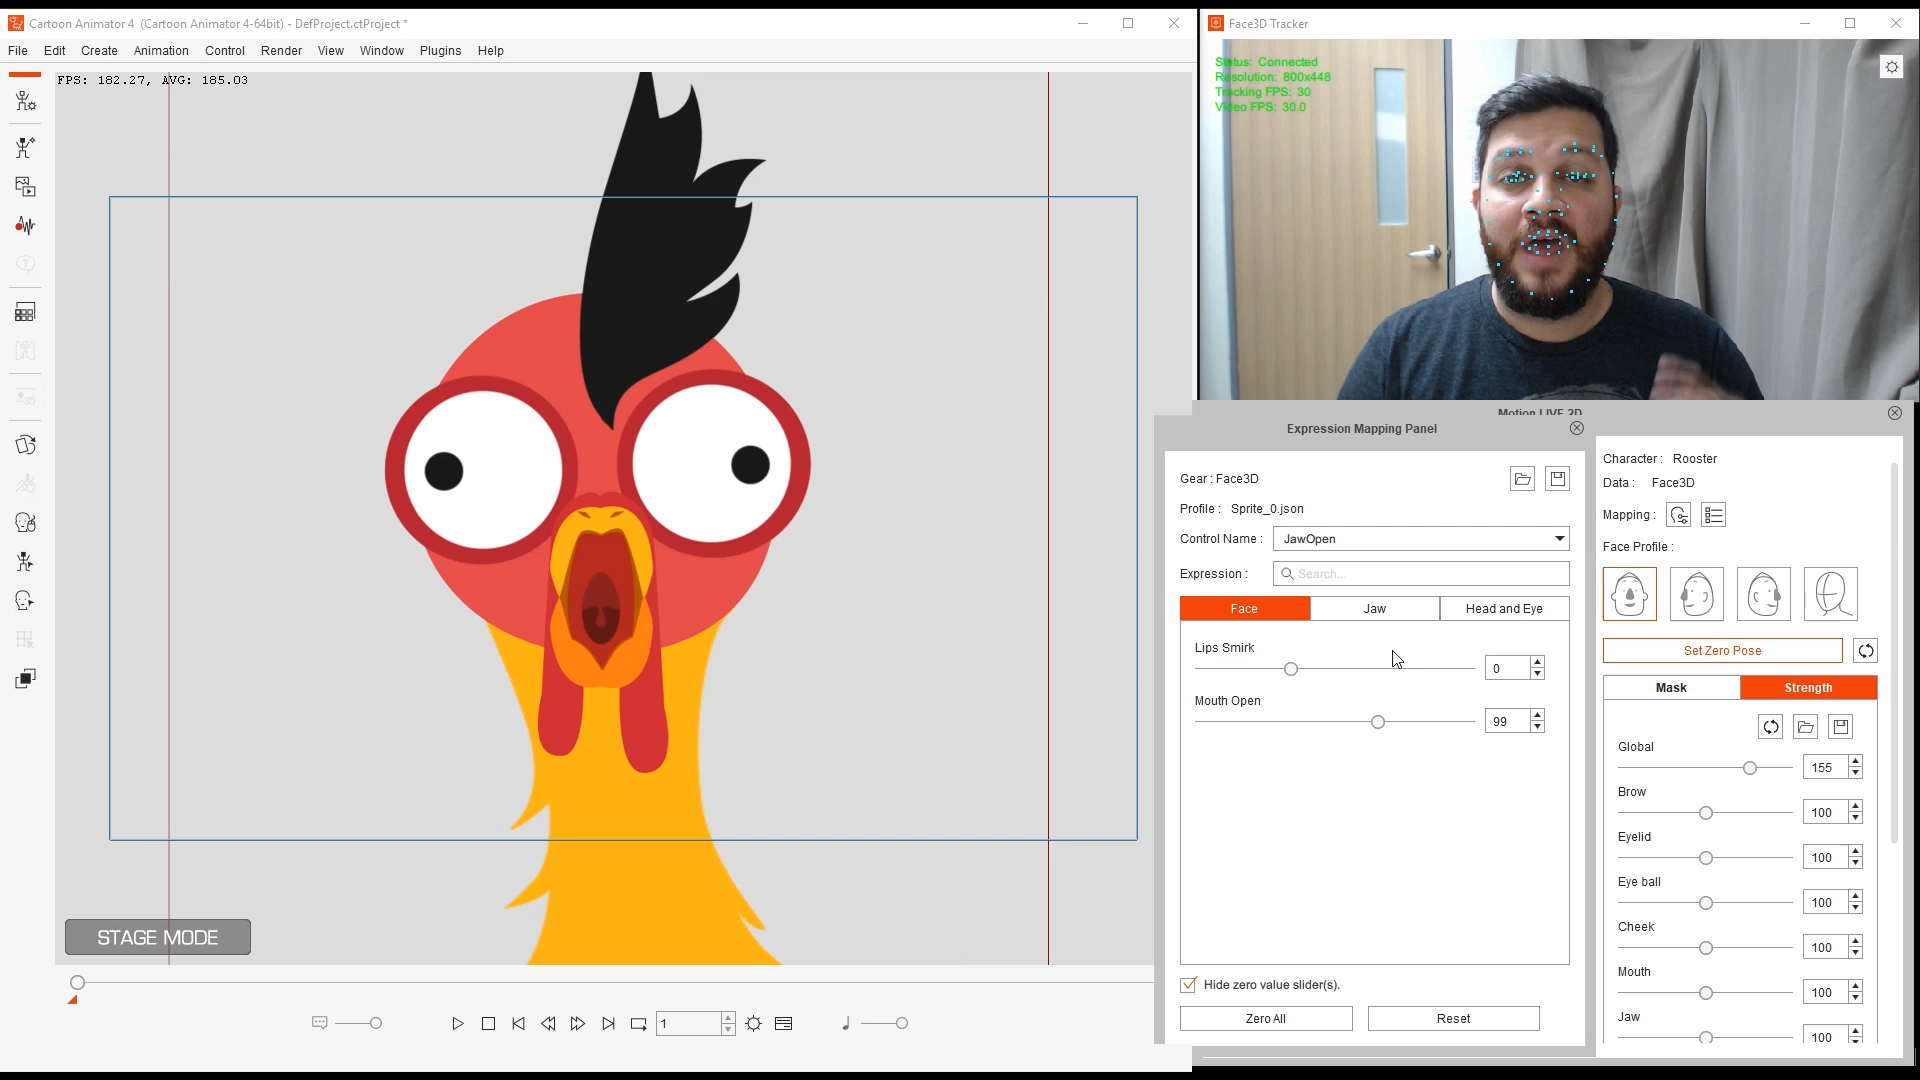 Cartoon Animator 4  (Cartoon Animator 4-64bit) - DefProject.ctProject *
File Edit Create Animation Control Render View Window Plugins Help
FPS: 182.27, AVG: 185.03
STAGE MODE
1
Face3D Tracker
Status: Connected
Resolution: 800x448
Tracking FPS: 30
Video FPS: 30.0
Motion LIVE 2D
Expression Mapping Panel
Gear : Face3D
Profile : Sprite_0.json
Control Name : JawOpen
Expression : Search...
Face Jaw Head and Eye
Lips Smirk
0
Mouth Open
99
Hide zero value slider(s).
Zero All Reset
Character : Rooster
Data : Face3D
Mapping :
Face Profile :
Set Zero Pose
Mask Strength
Global
155
Brow
100
Eyelid
100
Eye ball
100
Cheek
100
Mouth
100
Jaw
100